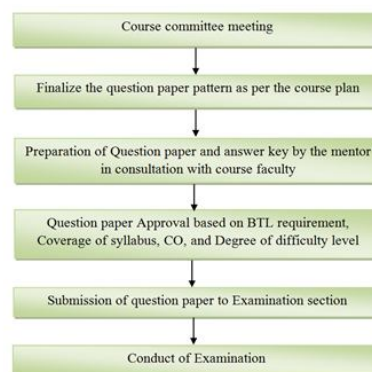 Course committee meeting
Finalize the question paper pattern as per the course plan
Preparation of Question paper and answer key by the mentor
in consultation with course faculty
Question paper Approval based on BTL requirement,
Coverage of syllabus, CO, and Degree of difficulty level
Submission of question paper to Examination section
Conduct of Examination